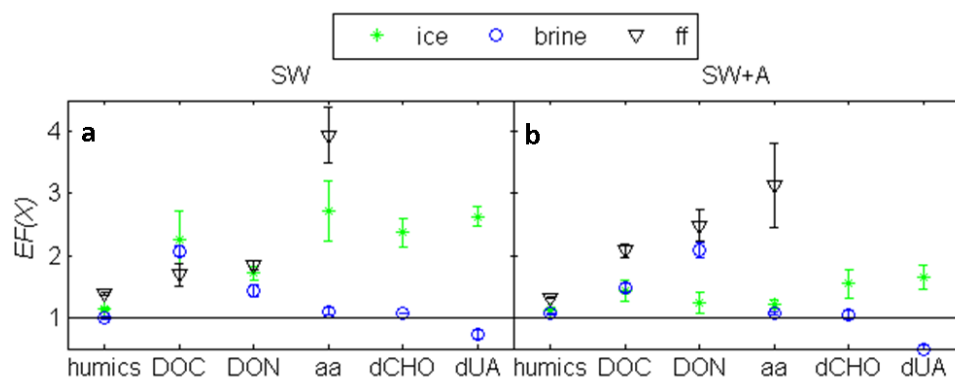 ice brine ff
SW SW+A
a b
4
3
2
1
EF(X)
humics DOC DON aa dCHO dUA humics DOC DON aa dCHO dUA